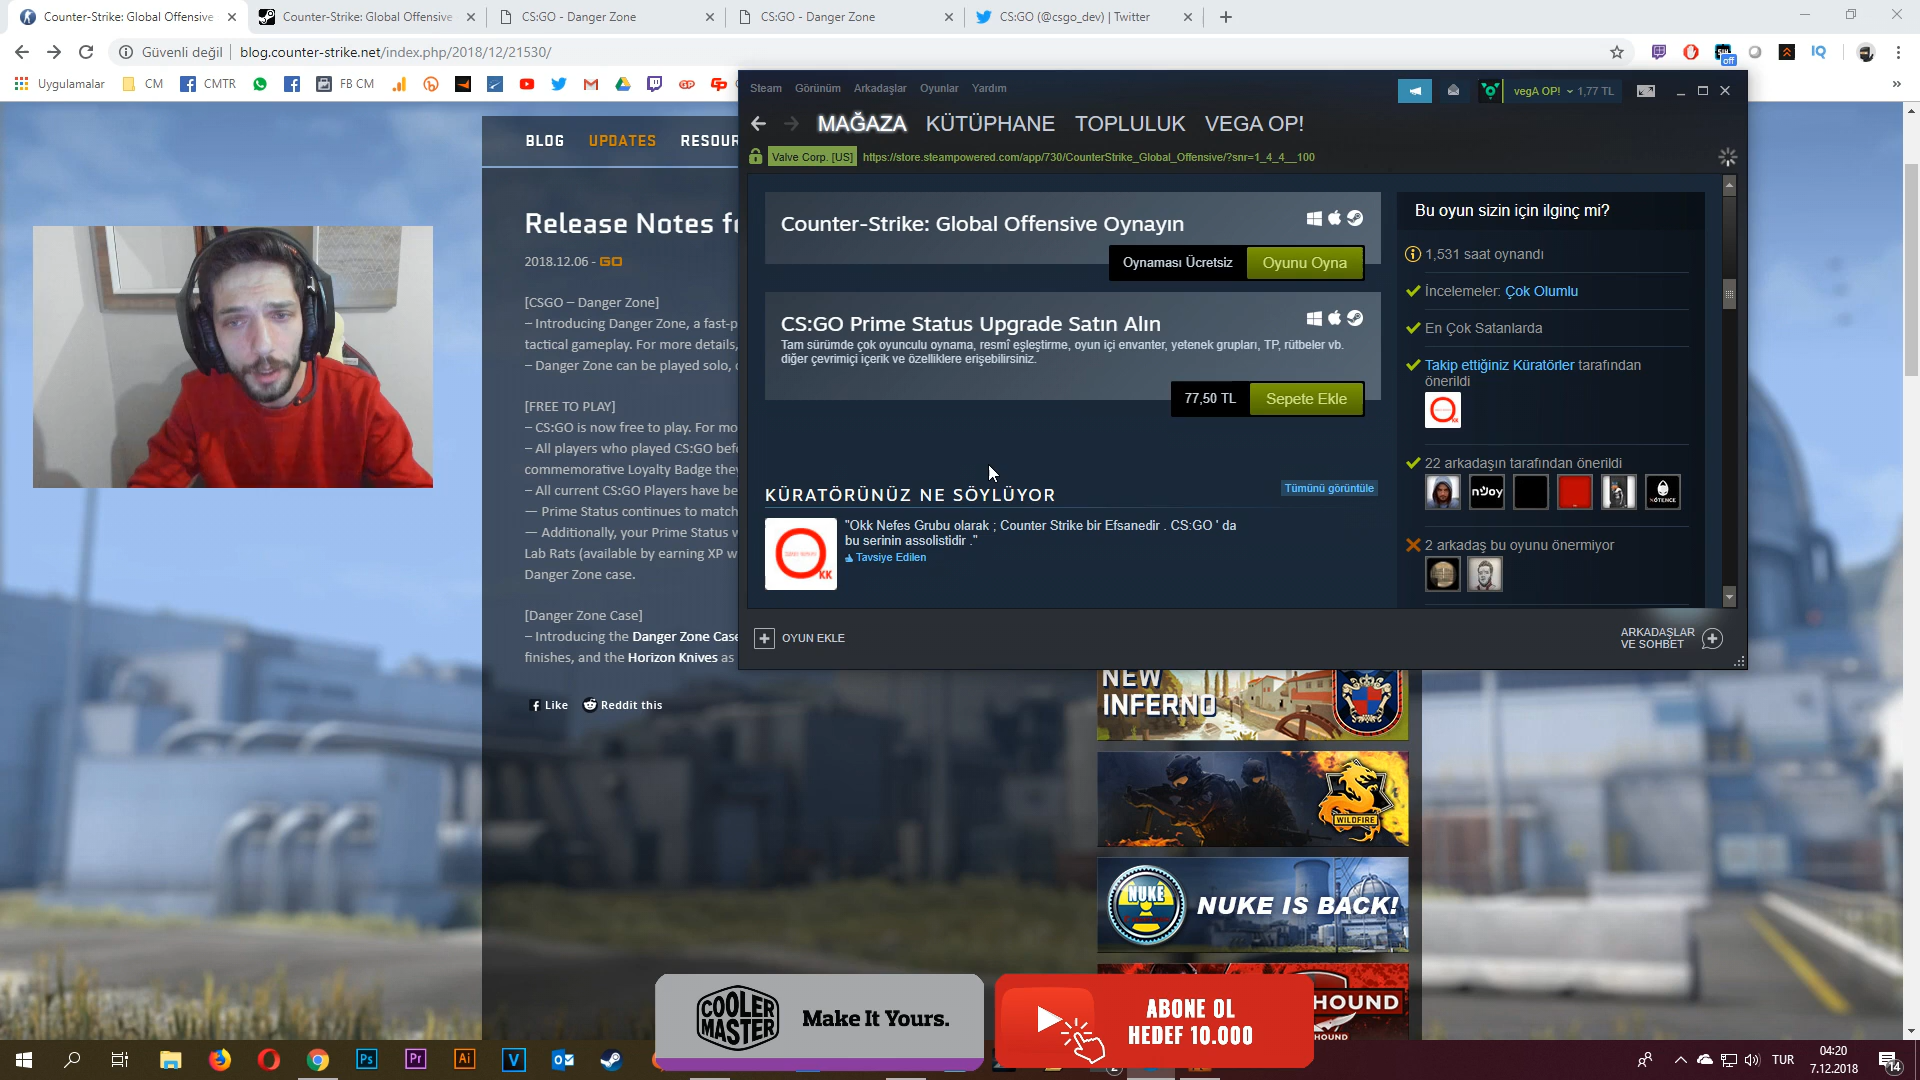 Counter-Strike: Global Offensive
Counter-Strike: Global Offensive
CS:GO - Danger Zone
CS:GO - Danger Zone
CS:GO (@csgo_dev) | Twitter
Güvenli değil
blog.counter-strike.net/index.php/2018/12/21530/
off
IQ
Uygulamalar
CM
CMTR
FB CM
BLOG
UPDATES
RESOUR
Release Notes f
2018.12.06 - GO
[CSGO – Danger Zone]
– Introducing Danger Zone, a fast-p
tactical gameplay. For more details,
– Danger Zone can be played solo,
[FREE TO PLAY]
– CS:GO is now free to play. For mo
– All players who played CS:GO bef
commemorative Loyalty Badge they
– All current CS:GO Players have be
— Prime Status continues to match
— Additionally, your Prime Status w
Lab Rats (available by earning XP w
Danger Zone case.
[Danger Zone Case]
– Introducing the Danger Zone Case
finishes, and the Horizon Knives as
Like
Reddit this
Steam
Görünüm
Arkadaşlar
Oyunlar
Yardım
vegA OP!
1,77 TL
MAĞAZA
KÜTÜPHANE
TOPLULUK
VEGA OP!
Valve Corp. [US]
https://store.steampowered.com/app/730/CounterStrike_Global_Offensive/?snr=1_4_4__100
Counter-Strike: Global Offensive Oynayın
Oynaması Ücretsiz
Oyunu Oyna
CS:GO Prime Status Upgrade Satın Alın
Tam sürümde çok oyunculu oynama, resmî eşleştirme, oyun içi envanter, yetenek grupları, TP, rütbeler vb.
diğer çevrimiçi içerik ve özelliklere erişebilirsiniz.
77,50 TL
Sepete Ekle
KÜRATÖRÜNÜZ NE SÖYLÜYOR
Tümünü görüntüle
"Okk Nefes Grubu olarak ; Counter Strike bir Efsanedir . CS:GO ' da
bu serinin assolistidir ."
Tavsiye Edilen
KK
Bu oyun sizin için ilginç mi?
1,531 saat oynandı
İncelemeler: Çok Olumlu
En Çok Satanlarda
Takip ettiğiniz Küratörler tarafından
önerildi
22 arkadaşın tarafından önerildi
nJoy
2 arkadaş bu oyunu önermiyor
OYUN EKLE
ARKADAŞLAR
VE SOHBET
NEW
INFERNO
WILDFIRE
NUKE
NUKE IS BACK!
HOUND
HOUND
COOLER
MASTER
Make It Yours.
ABONE OL
HEDEF 10.000
Ps
Pr
Ai
V
TUR
04:20
7.12.2018
14